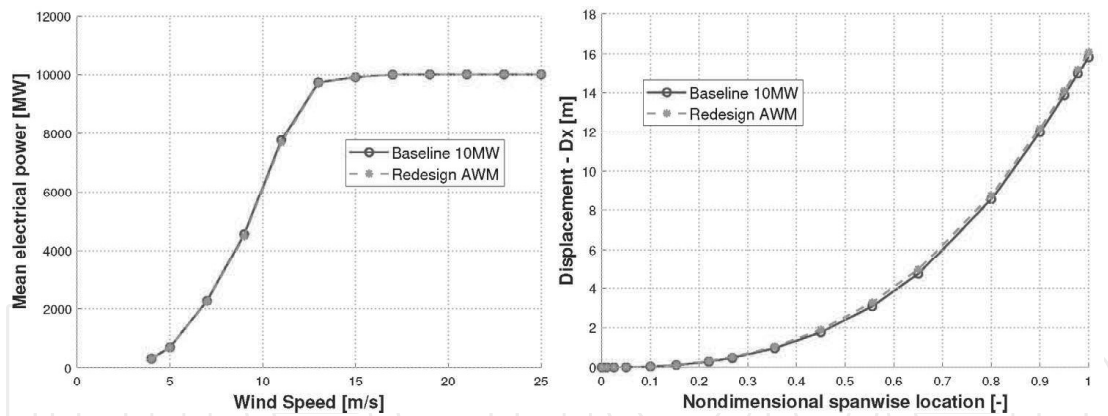 12000
10000
8000
6000
4000
2000
0
Mean electrical power [MW]
Baseline 10MW
Redesign AWM
0 5 10 15 20 25
Wind Speed [m/s]
18
16
14
12
10
8
6
4
2
0
Displacement - Dx [m]
Baseline 10MW
Redesign AWM
0 0.1 0.2 0.3 0.4 0.5 0.6 0.7 0.8 0.9 1
Nondimensional spanwise location [-]